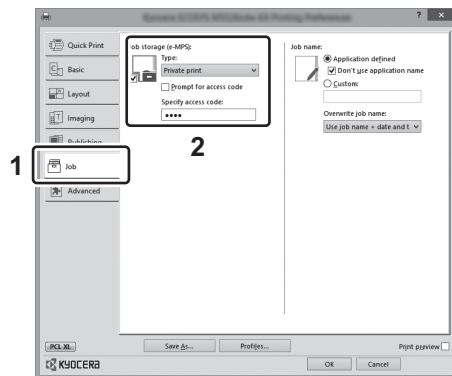 ? ×
Quick Print
Basic
Layout
Imaging
Publishing
Job
Advanced
1
Job storage (e-MPS):
Type:
Private print
Prompt for access code
Specify access code:
••••
2
Job name:
Application defined
Don't use application name
Custom:
Overwrite job name:
Use job name + date and t
PCL XL
Save As...
Profiles...
Print preview
KYOCERA
OK
Cancel